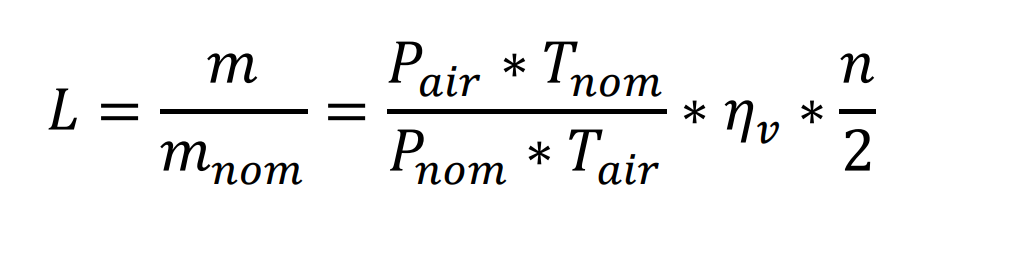 L = m / m_nom = (P_air * T_nom) / (P_nom * T_air) * η_v * n / 2